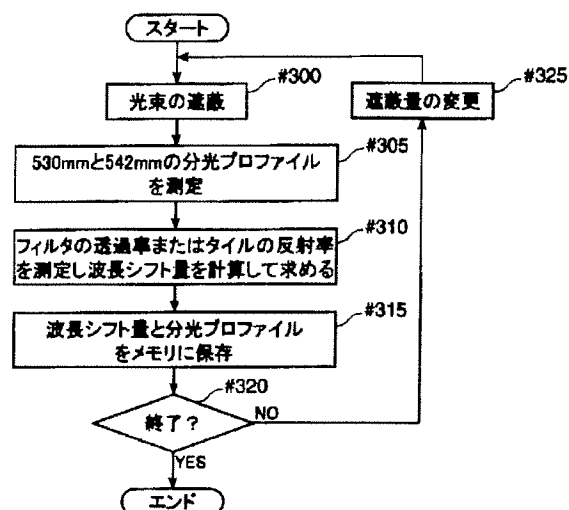 スタート
#300
光束の遮蔽
#325
遮蔽量の変更
#305
530mmと542mmの分光プロファイル
を測定
#310
フィルタの透過率またはタイルの反射率
を測定し波長シフト量を計算して求める
#315
波長シフト量と分光プロファイル
をメモリに保存
#320
終了?
NO
YES
エンド